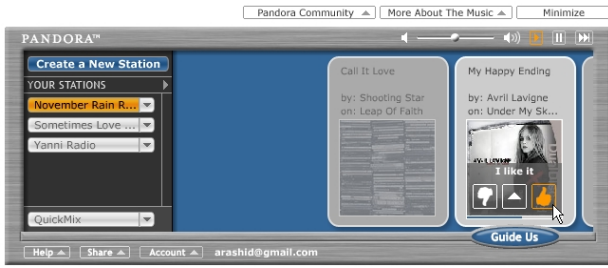 Pandora Community
More About The Music
Minimize
PANDORA™
Create a New Station
YOUR STATIONS
November Rain R...
Sometimes Love ...
Yanni Radio
QuickMix
Call It Love
by: Shooting Star
on: Leap Of Faith
My Happy Ending
by: Avril Lavigne
on: Under My Sk...
I like it
Guide Us
Help
Share
Account
arashid@gmail.com